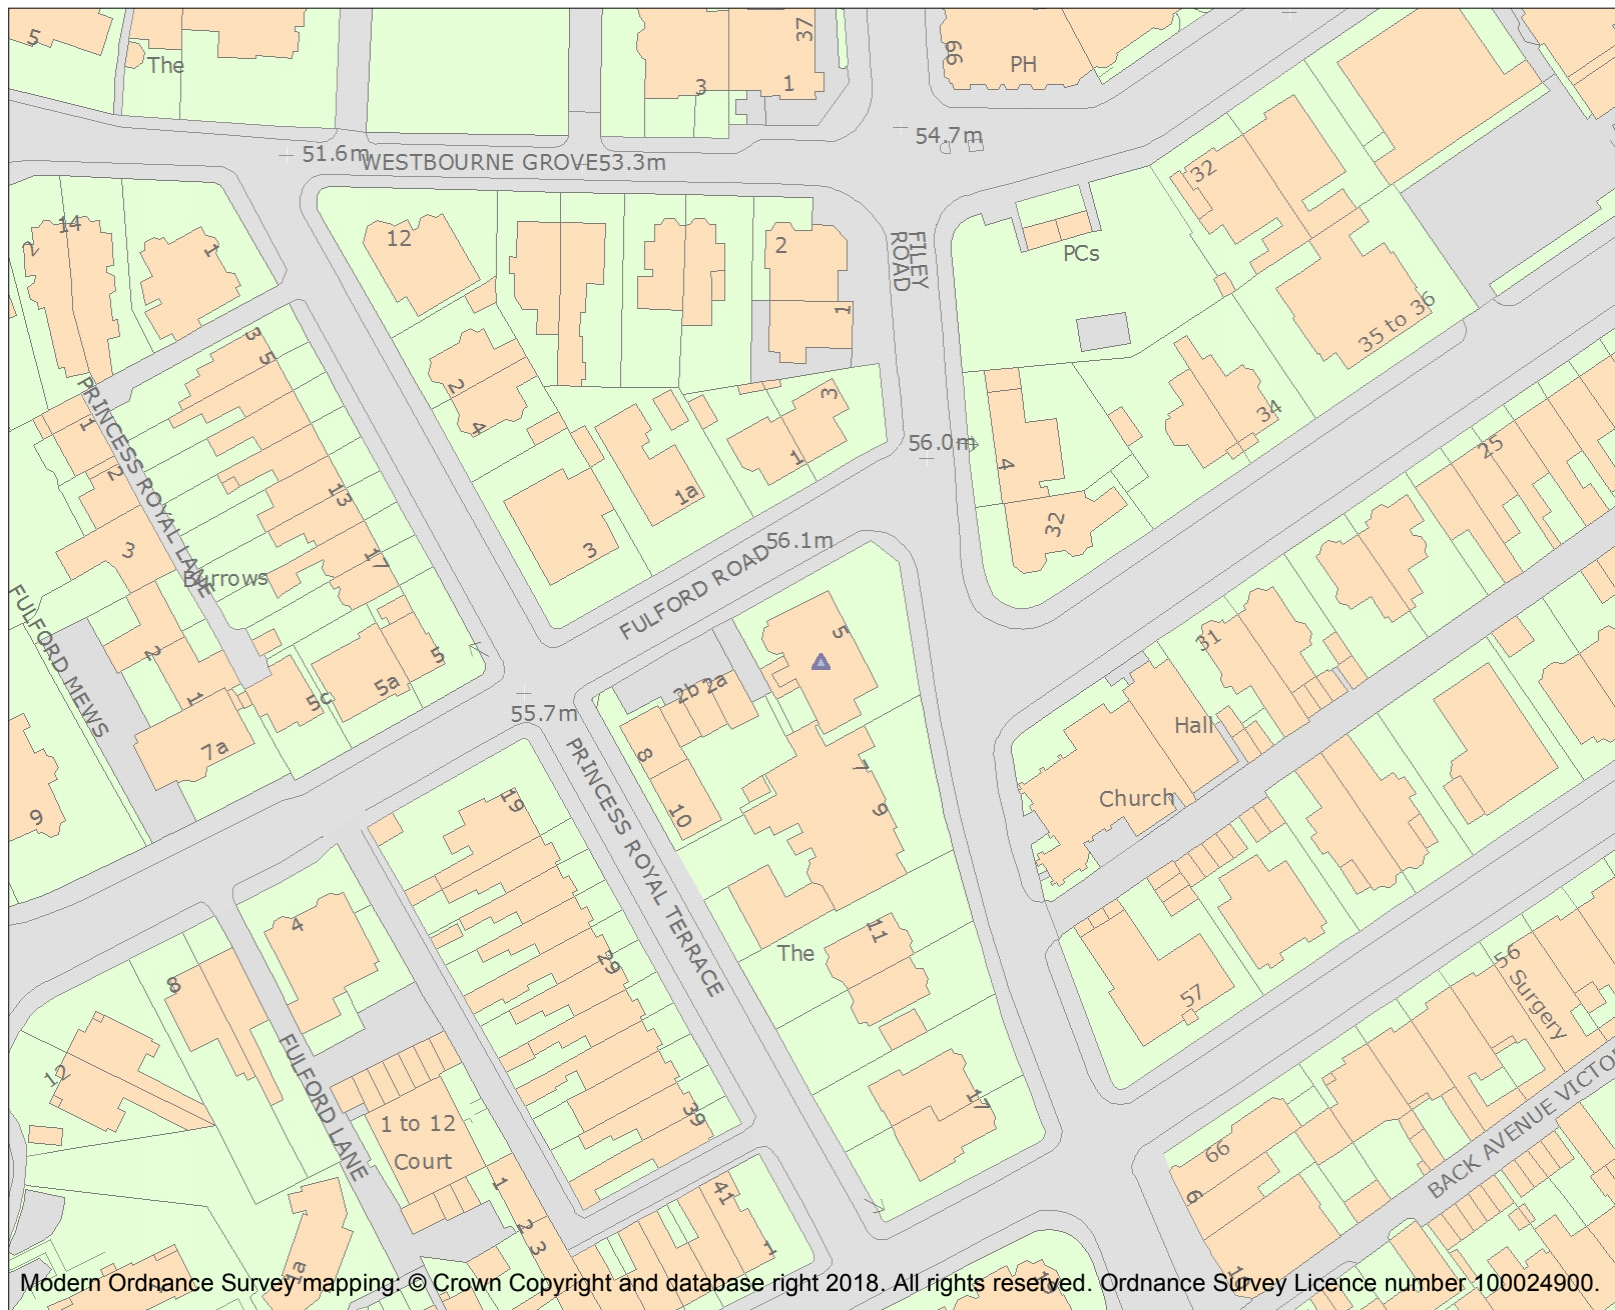 5
The
3
1
37
66
PH
54.7m
51.6m
WESTBOURNE GROVE
53.3m
32
14
2
1
12
2
FILEY
ROAD
PCs
1
35 to 36
3
5
PRINCESS ROYAL LANE
2
4
3
1
34
56.0m
25
1
2
13
1a
4
32
3
3
17
56.1m
Burrows
FULFORD ROAD
FULFORD MEWS
5
31
2
5
5a
1
5c
2b
2a
55.7m
7a
8
Hall
7
PRINCESS ROYAL TERRACE
9
19
10
9
Church
4
11
The
29
56
Surgery
8
57
FULFORD LANE
12
39
17
1 to 12
Court
66
6
BACK AVENUE VICTO
1
41
2
3
1
1a
Modern Ordnance Survey mapping: © Crown Copyright and database right 2018. All rights reserved. Ordnance Survey Licence number 100024900.